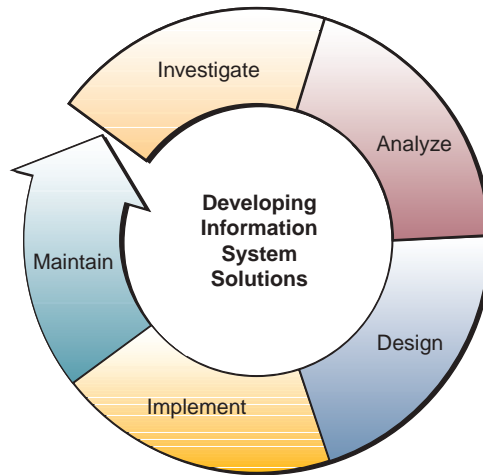 Investigate
Analyze
Developing
Information
System
Solutions
Maintain
Design
Implement